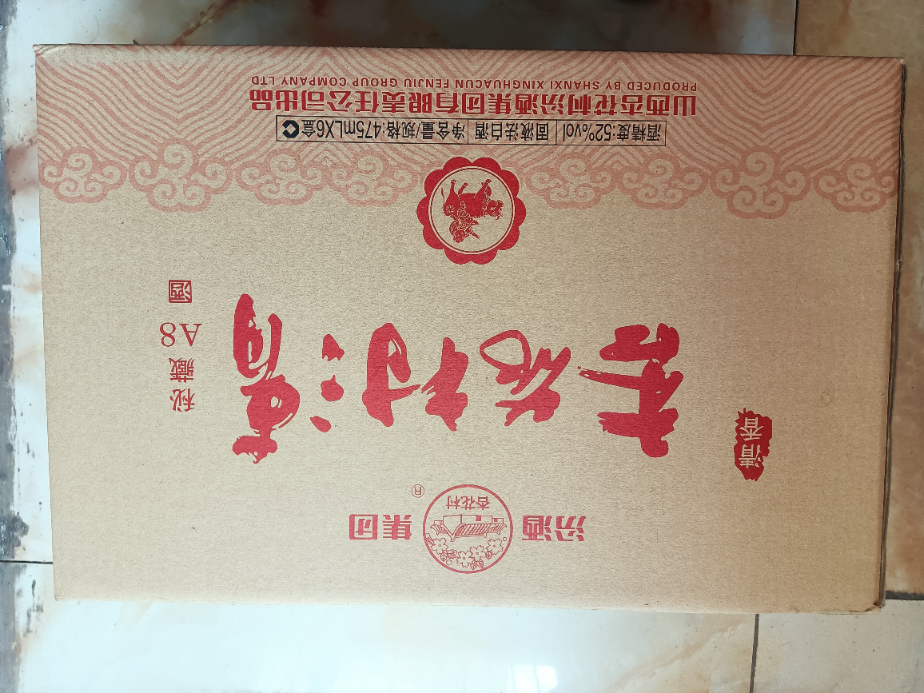 汾酒 杏花村 集团 ®
清香
杏花村酒
秘藏
A8
酒
酒精度:52%vol 固液法白酒 净含量/规格:475mLX6盒
山西杏花村汾酒集团有限责任公司出品
PRODUCED BY SHANXI XINGHUACUN FENJIU GROUP COMPANY LTD